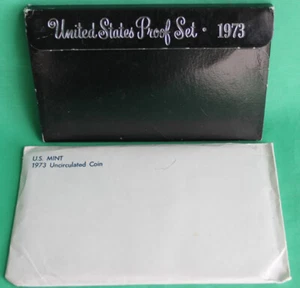 United States Proof Set · 1973
U.S. MINT
1973 Uncirculated Coin